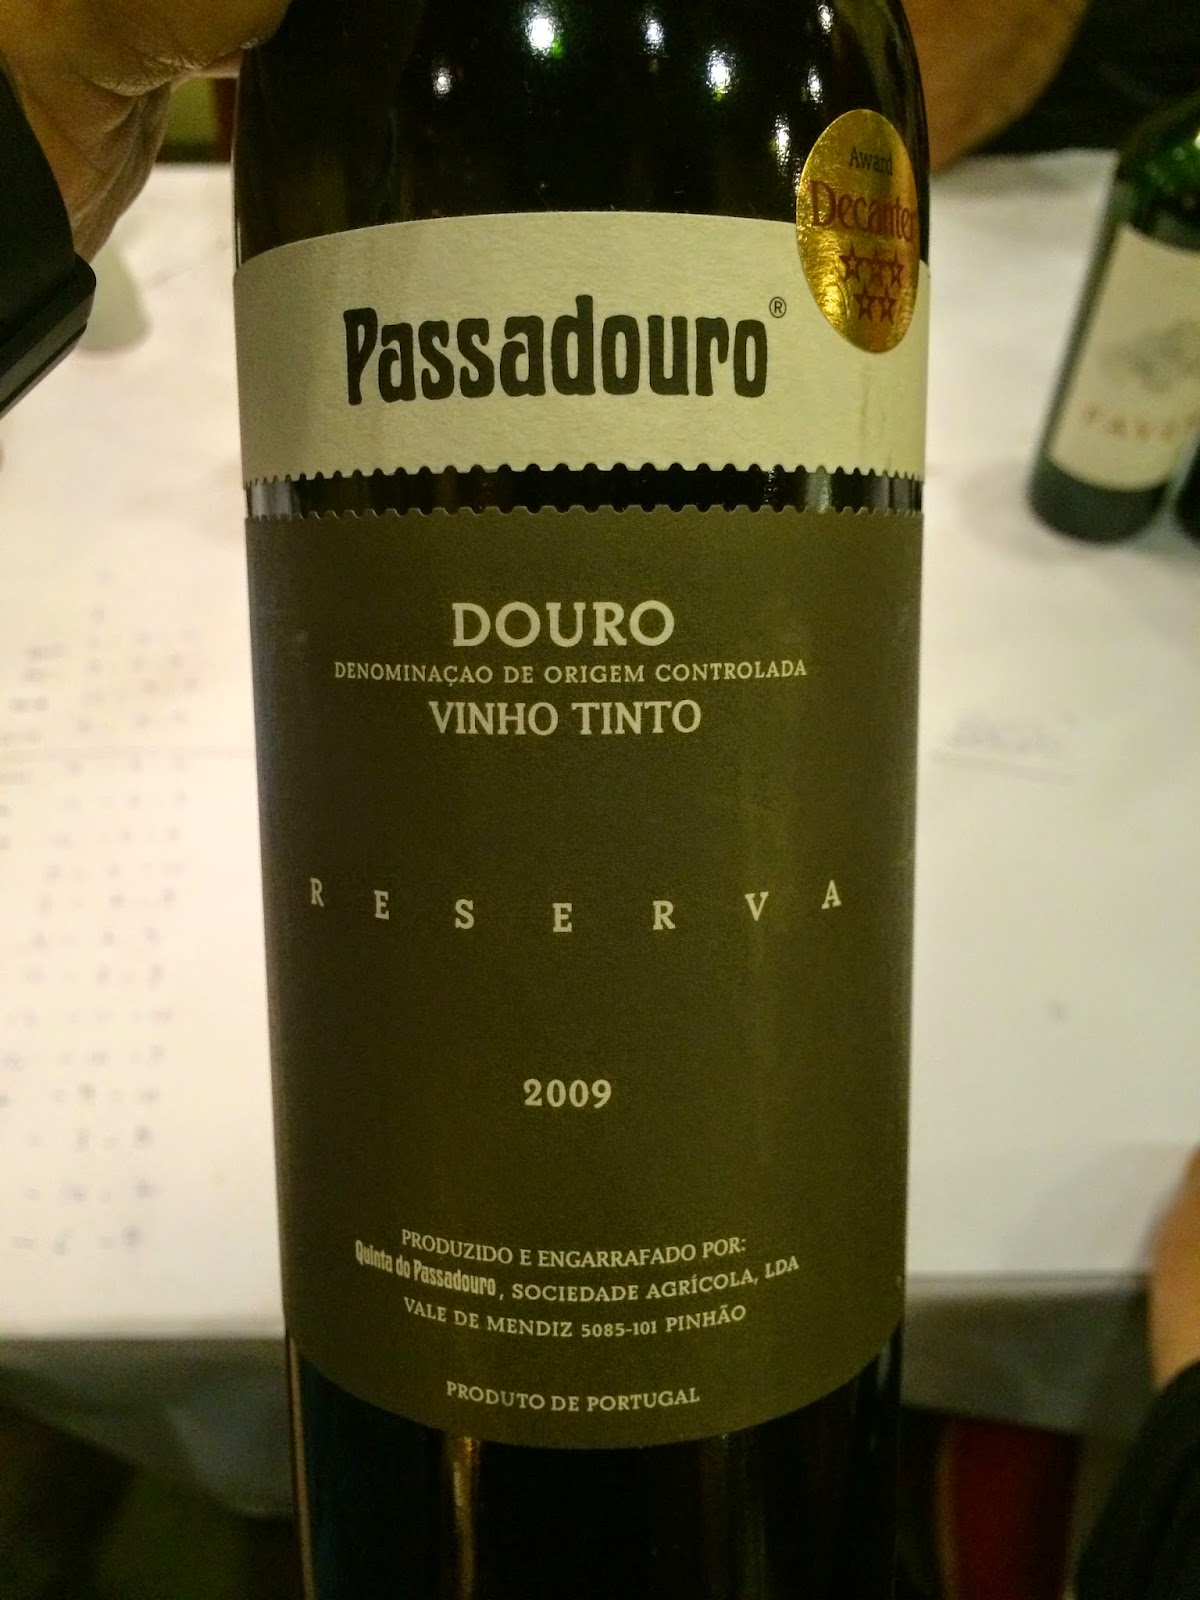 Award
Decanter
Passadouro®
DOURO
DENOMINAÇAO DE ORIGEM CONTROLADA
VINHO TINTO
RESERVA
2009
PRODUZIDO E ENGARRAFADO POR:
Quinta do Passadouro, SOCIEDADE AGRÍCOLA, LDA
VALE DE MENDIZ 5085-101 PINHÃO
PRODUTO DE PORTUGAL